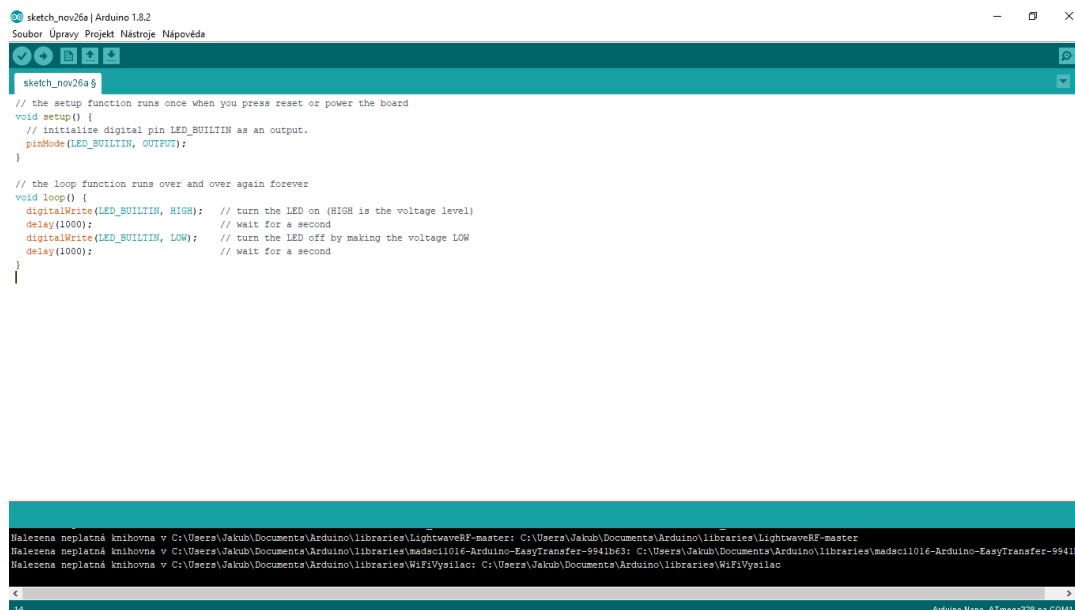 sketch_nov26a | Arduino 1.8.2
Soubor Úpravy Projekt Nástroje Nápověda
sketch_nov26a §
// the setup function runs once when you press reset or power the board
void setup() {
  // initialize digital pin LED_BUILTIN as an output.
  pinMode(LED_BUILTIN, OUTPUT);
}
// the loop function runs over and over again forever
void loop() {
  digitalWrite(LED_BUILTIN, HIGH);   // turn the LED on (HIGH is the voltage level)
  delay(1000);                       // wait for a second
  digitalWrite(LED_BUILTIN, LOW);    // turn the LED off by making the voltage LOW
  delay(1000);                       // wait for a second
}
Nalezena neplatná knihovna v C:\Users\Jakub\Documents\Arduino\libraries\LightwaveRF-master: C:\Users\Jakub\Documents\Arduino\libraries\LightwaveRF-master
Nalezena neplatná knihovna v C:\Users\Jakub\Documents\Arduino\libraries\madsci1016-Arduino-EasyTransfer-9941b63: C:\Users\Jakub\Documents\Arduino\libraries\madsci1016-Arduino-EasyTransfer-9941
Nalezena neplatná knihovna v C:\Users\Jakub\Documents\Arduino\libraries\WiFiVysilac: C:\Users\Jakub\Documents\Arduino\libraries\WiFiVysilac
14 Arduino Nano, ATmega328 na COM1